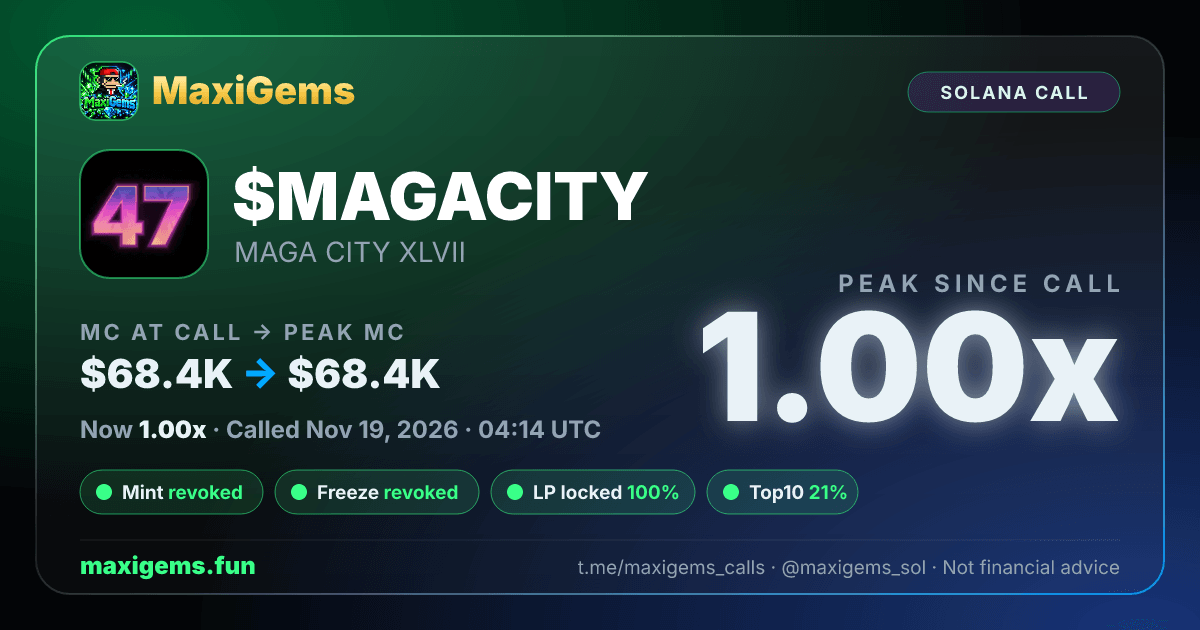 MaxiGems
MaxiGems
SOLANA CALL
47
$MAGACITY
MAGA CITY XLVII
PEAK SINCE CALL
1.00x
MC AT CALL → PEAK MC
$68.4K → $68.4K
Now 1.00x · Called Nov 19, 2026 · 04:14 UTC
Mint revoked
Freeze revoked
LP locked 100%
Top10 21%
maxigems.fun
t.me/maxigems_calls · @maxigems_sol · Not financial advice